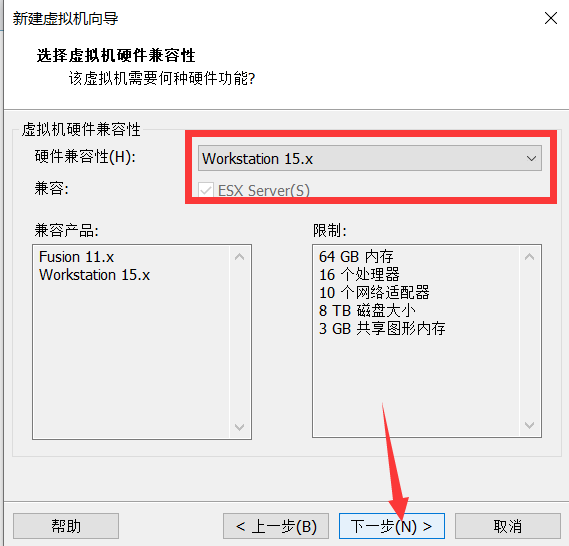 新建虚拟机向导
选择虚拟机硬件兼容性
该虚拟机需要何种硬件功能?
虚拟机硬件兼容性
硬件兼容性(H):
Workstation 15.x
兼容:
ESX Server(S)
兼容产品:
Fusion 11.x
Workstation 15.x
限制:
64 GB 内存
16 个处理器
10 个网络适配器
8 TB 磁盘大小
3 GB 共享图形内存
帮助
< 上一步(B)
下一步(N) >
取消